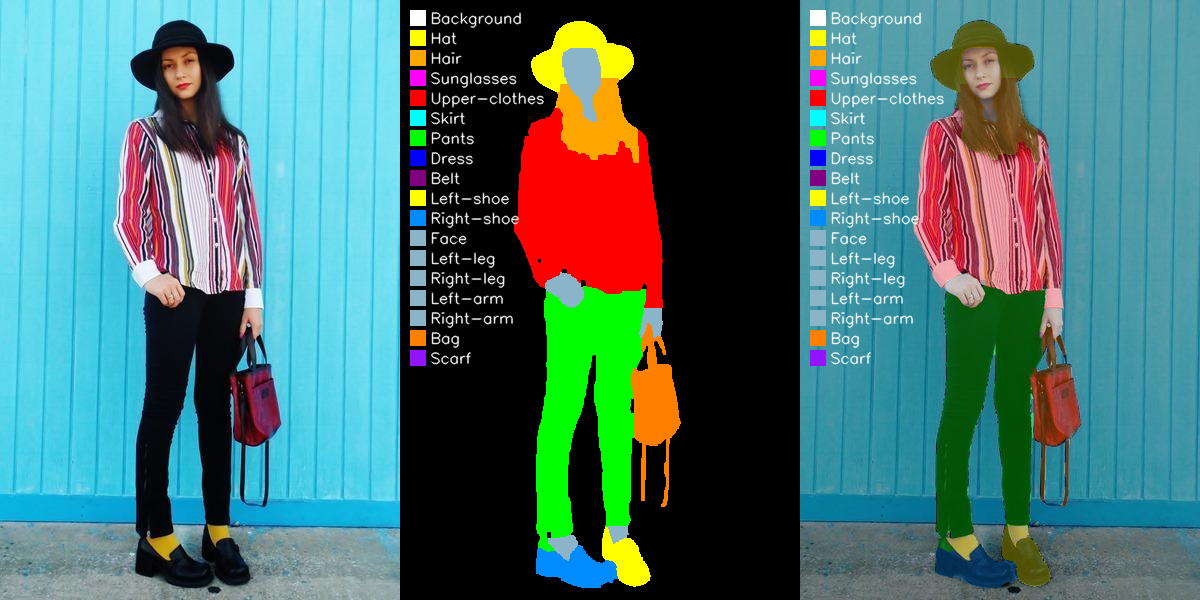 Background
Hat
Hair
Sunglasses
Upper-clothes
Skirt
Pants
Dress
Belt
Left-shoe
Right-shoe
Face
Left-leg
Right-leg
Left-arm
Right-arm
Bag
Scarf
Background
Hat
Hair
Sunglasses
Upper-clothes
Skirt
Pants
Dress
Belt
Left-shoe
Right-shoe
Face
Left-leg
Right-leg
Left-arm
Right-arm
Bag
Scarf